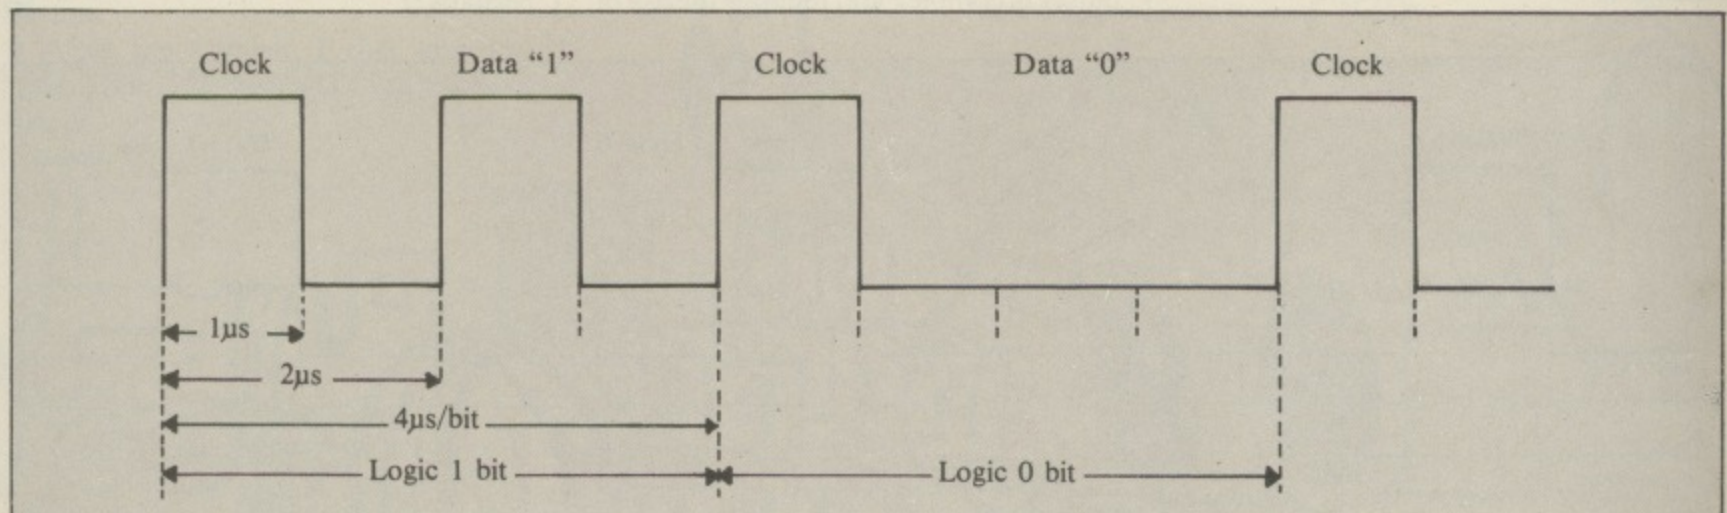 Clock Data “1” Clock Data “0” Clock
1µs
2µs
4µs/bit
Logic 1 bit Logic 0 bit